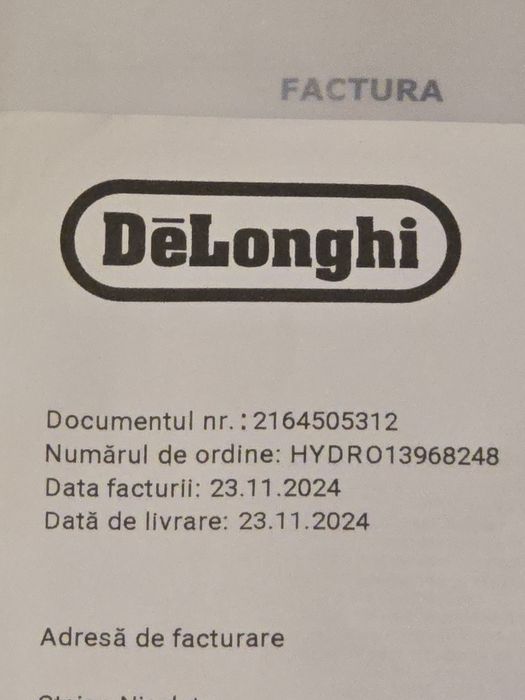 FACTURA
DeLonghi
Documentul nr.:2164505312
Numărul de ordine: HYDRO13968248
Data facturii: 23.11.2024
Dată de livrare: 23.11.2024
Adresă de facturare